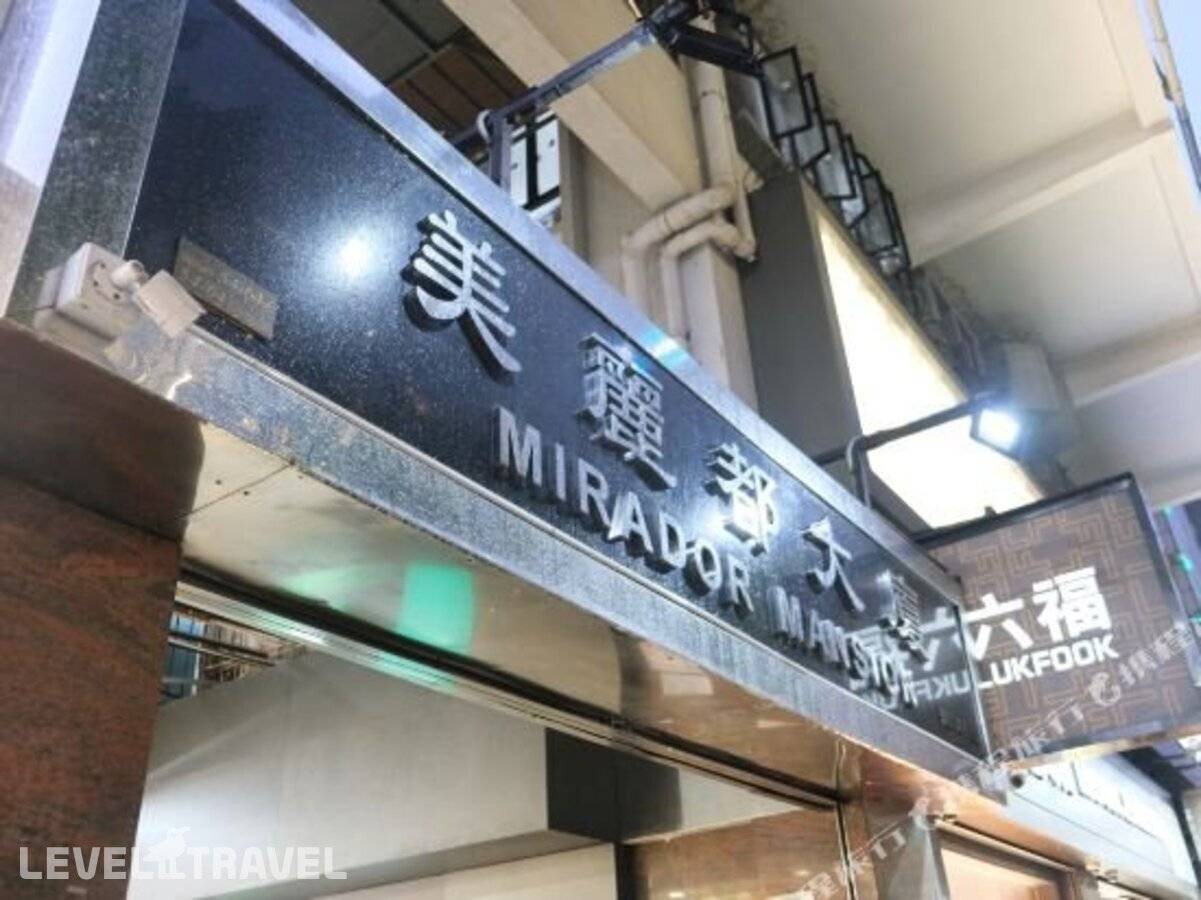 美麗都大廈
MIRADOR MANSION
六福
LUKFOOK
LEVEL TRAVEL